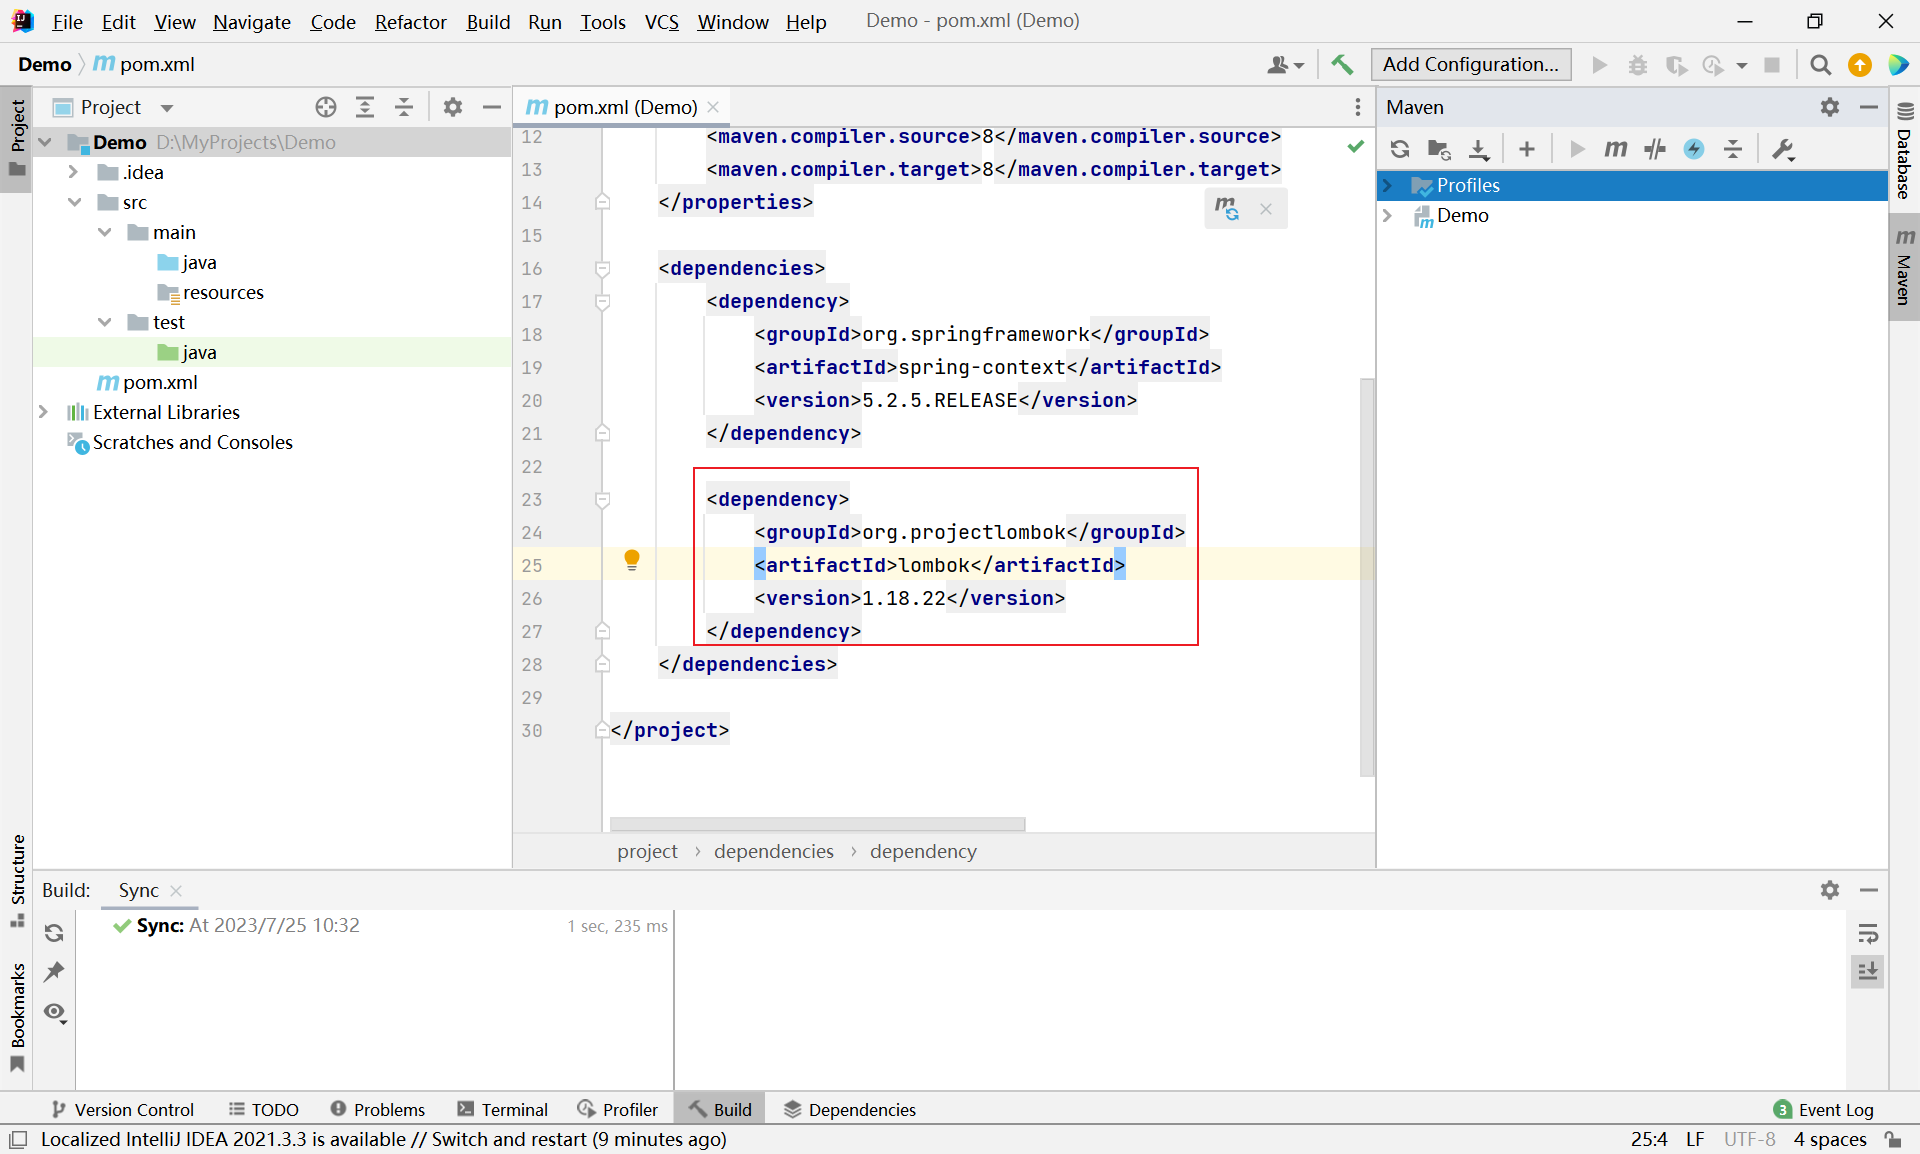 File Edit View Navigate Code Refactor Build Run Tools VCS Window Help Demo - pom.xml (Demo)
Demo pom.xml
Add Configuration...
Project
Project
Demo D:\MyProjects\Demo
.idea
src
main
java
resources
test
java
pom.xml
External Libraries
Scratches and Consoles
Structure
Bookmarks
pom.xml (Demo)
12 <maven.compiler.source>8</maven.compiler.source>
13 <maven.compiler.target>8</maven.compiler.target>
14 </properties>
15
16 <dependencies>
17 <dependency>
18 <groupId>org.springframework</groupId>
19 <artifactId>spring-context</artifactId>
20 <version>5.2.5.RELEASE</version>
21 </dependency>
22
23 <dependency>
24 <groupId>org.projectlombok</groupId>
25 <artifactId>lombok</artifactId>
26 <version>1.18.22</version>
27 </dependency>
28 </dependencies>
29
30 </project>
project › dependencies › dependency
Maven
Profiles
Demo
Database
Maven
Build: Sync
Sync: At 2023/7/25 10:32 1 sec, 235 ms
Version Control TODO Problems Terminal Profiler Build Dependencies 3 Event Log
Localized IntelliJ IDEA 2021.3.3 is available // Switch and restart (9 minutes ago) 25:4 LF UTF-8 4 spaces